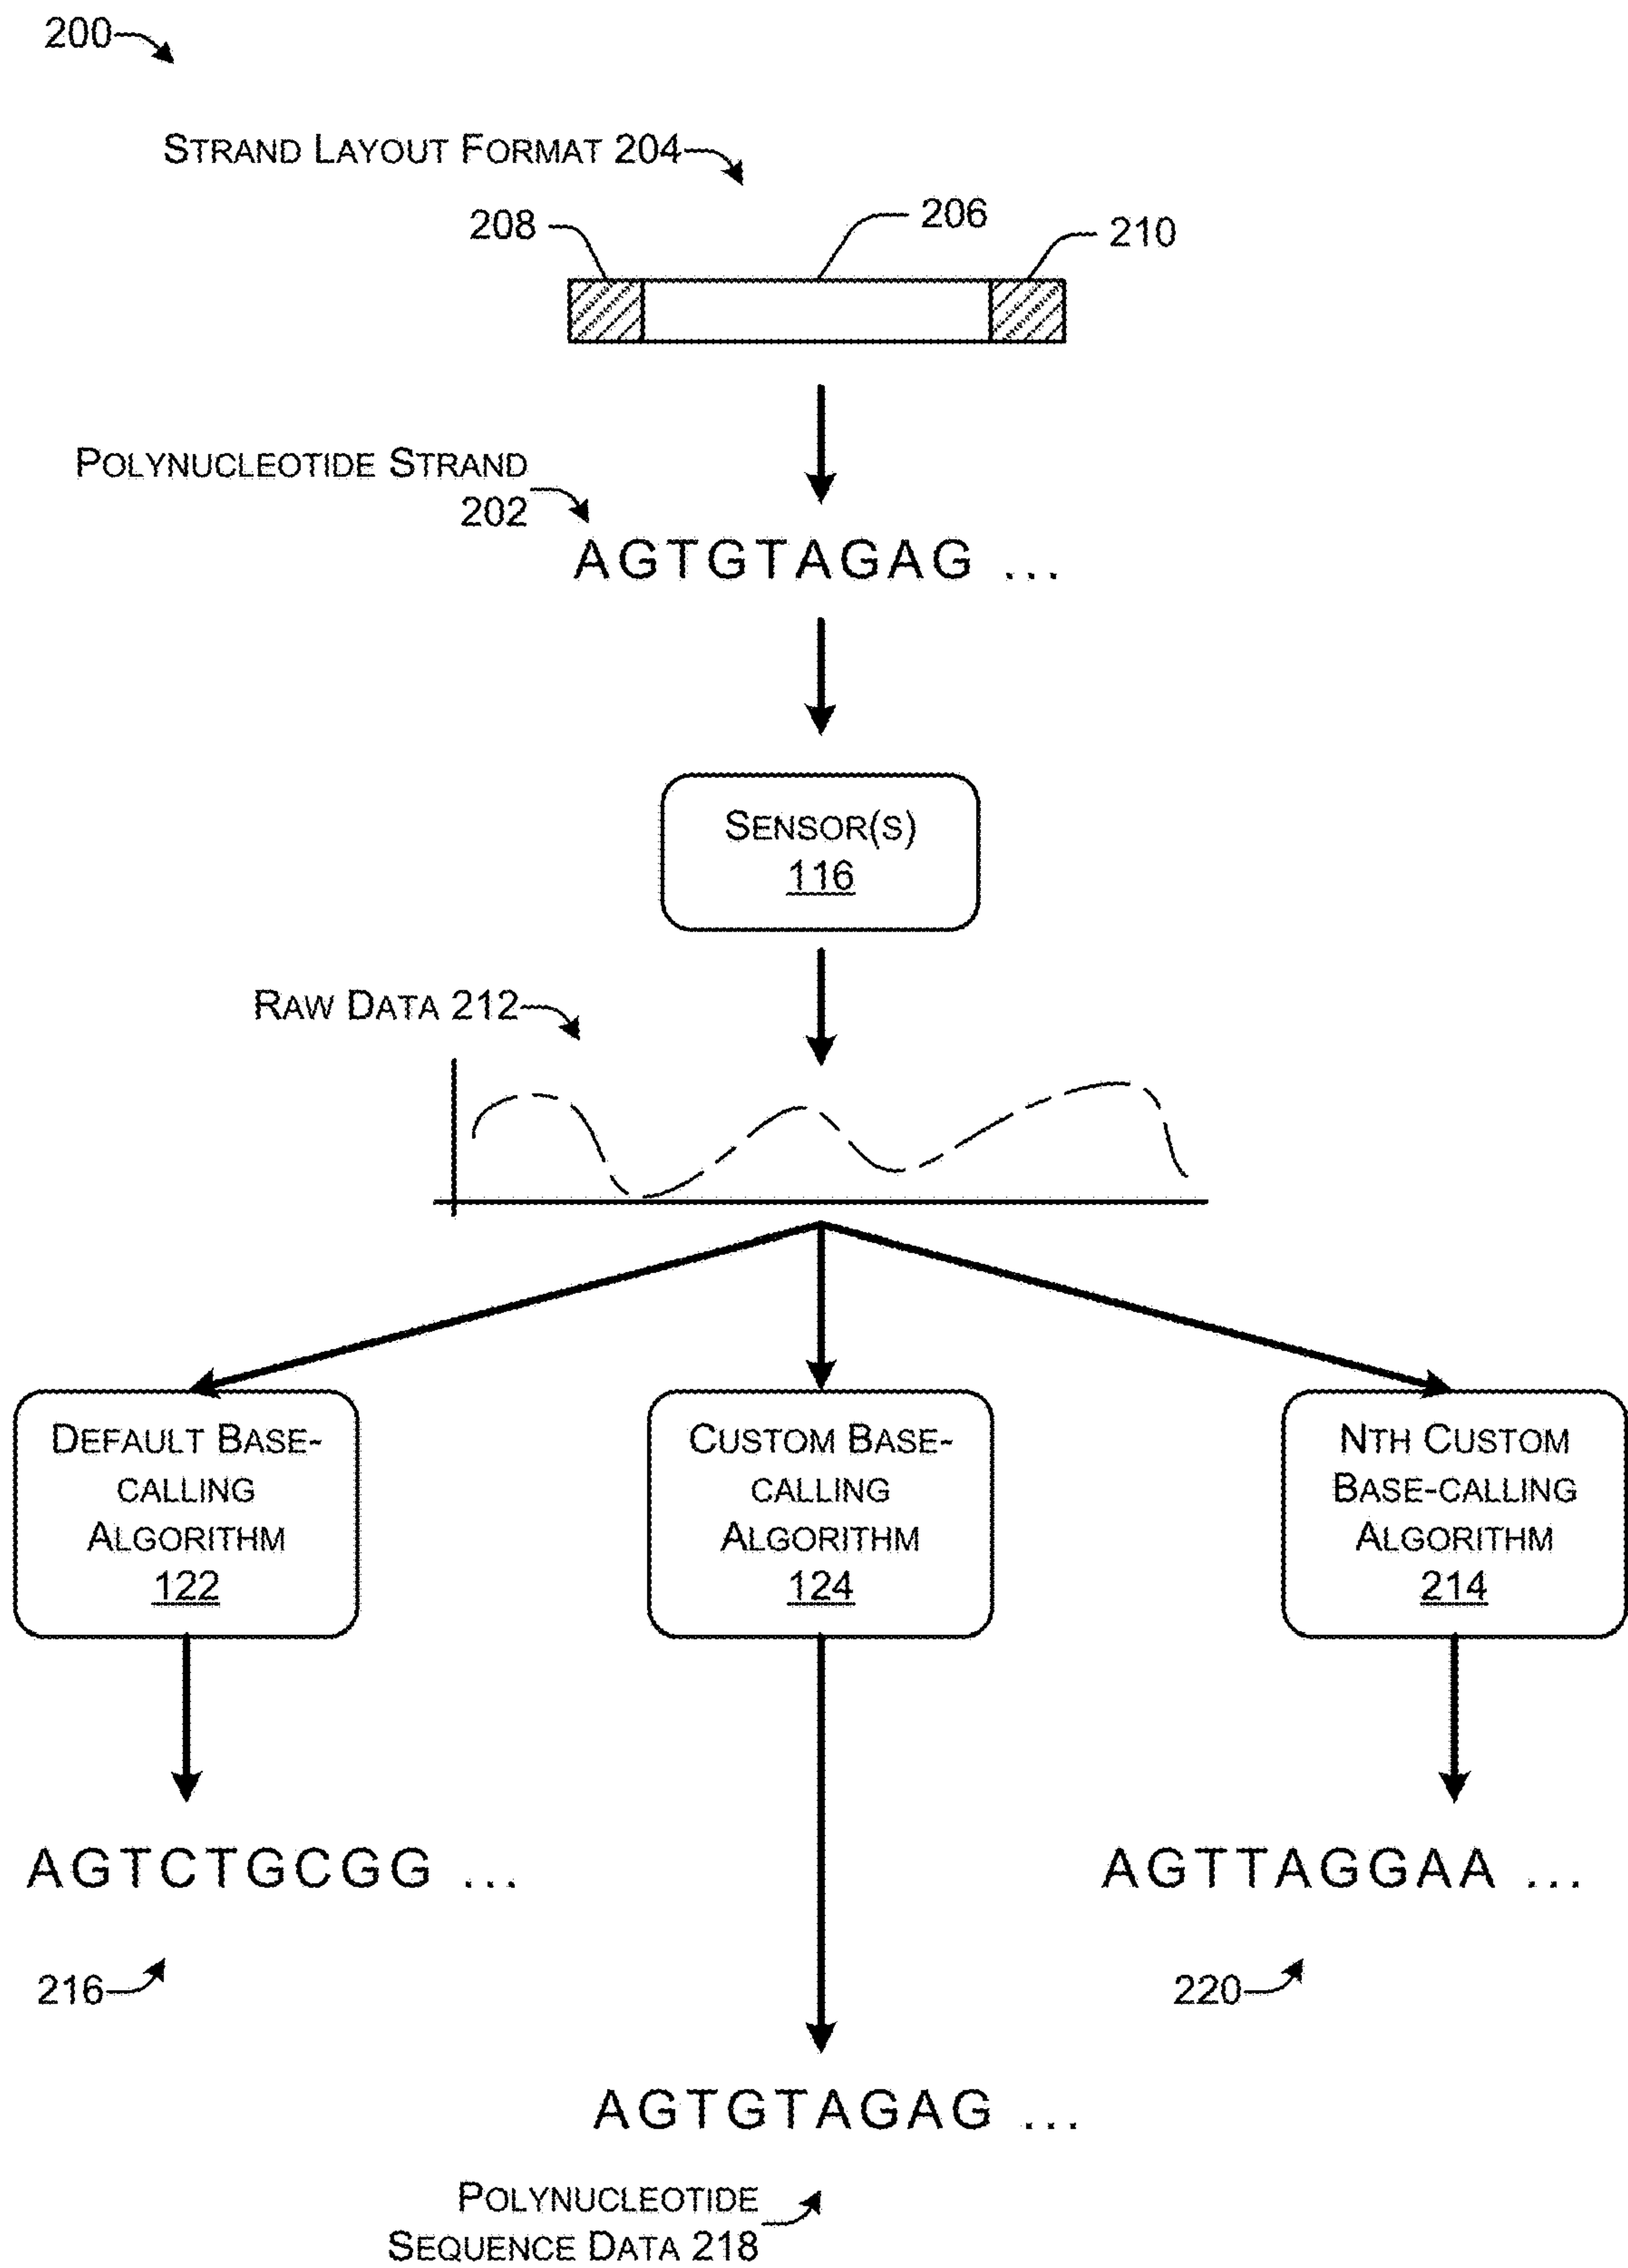 200
STRAND LAYOUT FORMAT 204
208
206
210
POLYNUCLEOTIDE STRAND
202
AGTGTAGAG ...
SENSOR(S)
116
RAW DATA 212
DEFAULT BASE-
CALLING
ALGORITHM
122
CUSTOM BASE-
CALLING
ALGORITHM
124
NTH CUSTOM
BASE-CALLING
ALGORITHM
214
AGTCTGCGG ...
216
AGTTAGGAA ...
220
AGTGTAGAG ...
POLYNUCLEOTIDE
SEQUENCE DATA 218